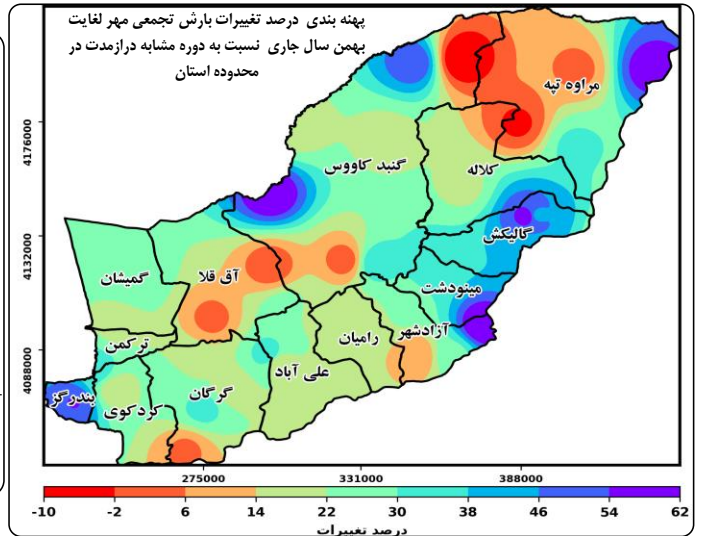 پهنه بندی درصد تغییرات بارش تجمعی مهر لغایت
بهمن سال جاری نسبت به دوره مشابه درازمدت در
محدوده استان
مراوه تپه
4176000
گنبد کاووس
کلاله
گالیکش
4132000
گمیشان
آق قلا
مینودشت
آزادشهر
رامیان
ترکمن
علی آباد
4088000
گرگان
بندرگز
کردکوی
275000
331000
388000
-10
-2
6
14
22
30
38
46
54
62
درصد تغییرات